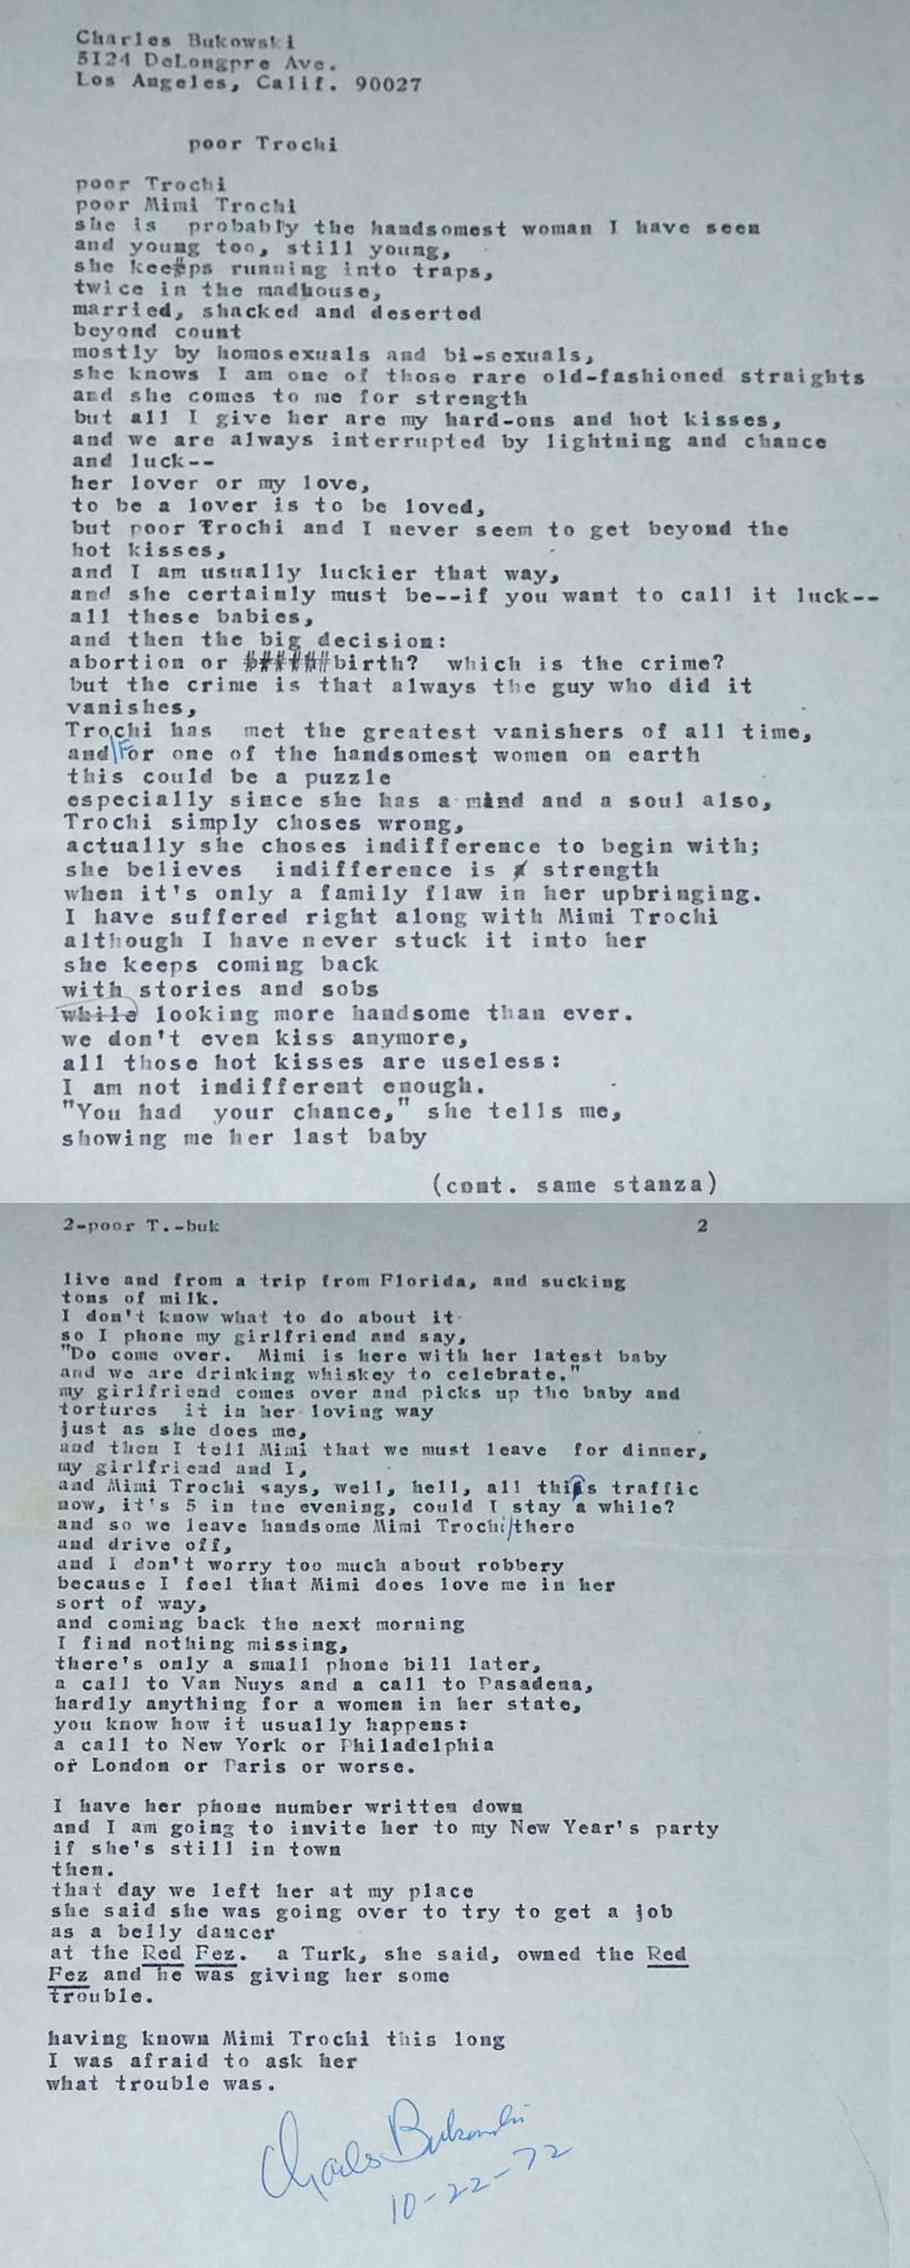 Charles Bukowski
5124 DeLongpre Ave.
Los Angeles, Calif. 90027
poor Trochi
poor Trochi
poor Mimi Trochi
she is probably the handsomest woman I have seen
and young too, still young,
she keeps running into traps,
twice in the madhouse,
married, shacked and deserted
beyond count
mostly by homosexuals and bi-sexuals,
she knows I am one of those rare old-fashioned straights
and she comes to me for strength
but all I give her are my hard-ons and hot kisses,
and we are always interrupted by lightning and chance
and luck--
her lover or my love,
to be a lover is to be loved,
but poor Trochi and I never seem to get beyond the
hot kisses,
and I am usually luckier that way,
and she certainly must be--if you want to call it luck--
all these babies,
and then the big decision:
abortion or birth? which is the crime?
but the crime is that always the guy who did it
vanishes,
Trochi has met the greatest vanishers of all time,
and/For one of the handsomest women on earth
this could be a puzzle
especially since she has a mind and a soul also,
Trochi simply choses wrong,
actually she choses indifference to begin with;
she believes indifference is strength
when it's only a family flaw in her upbringing.
I have suffered right along with Mimi Trochi
although I have never stuck it into her
she keeps coming back
with stories and sobs
while looking more handsome than ever.
we don't even kiss anymore,
all those hot kisses are useless:
I am not indifferent enough.
"You had your chance," she tells me,
showing me her last baby
(cont. same stanza)
2-poor T.-buk 2
live and from a trip from Florida, and sucking
tons of milk.
I don't know what to do about it
so I phone my girlfriend and say,
"Do come over. Mimi is here with her latest baby
and we are drinking whiskey to celebrate."
my girlfriend comes over and picks up the baby and
tortures it in her loving way
just as she does me,
and then I tell Mimi that we must leave for dinner,
my girlfriend and I,
and Mimi Trochi says, well, hell, all this traffic
now, it's 5 in the evening, could I stay a while?
and so we leave handsome Mimi Trochi/there
and drive off,
and I don't worry too much about robbery
because I feel that Mimi does love me in her
sort of way,
and coming back the next morning
I find nothing missing,
there's only a small phone bill later,
a call to Van Nuys and a call to Pasadena,
hardly anything for a women in her state,
you know how it usually happens:
a call to New York or Philadelphia
or London or Paris or worse.
I have her phone number written down
and I am going to invite her to my New Year's party
if she's still in town
then.
that day we left her at my place
she said she was going over to try to get a job
as a belly dancer
at the Red Fez. a Turk, she said, owned the Red
Fez and he was giving her some
trouble.
having known Mimi Trochi this long
I was afraid to ask her
what trouble was.
Charles Bukowski
10-22-72